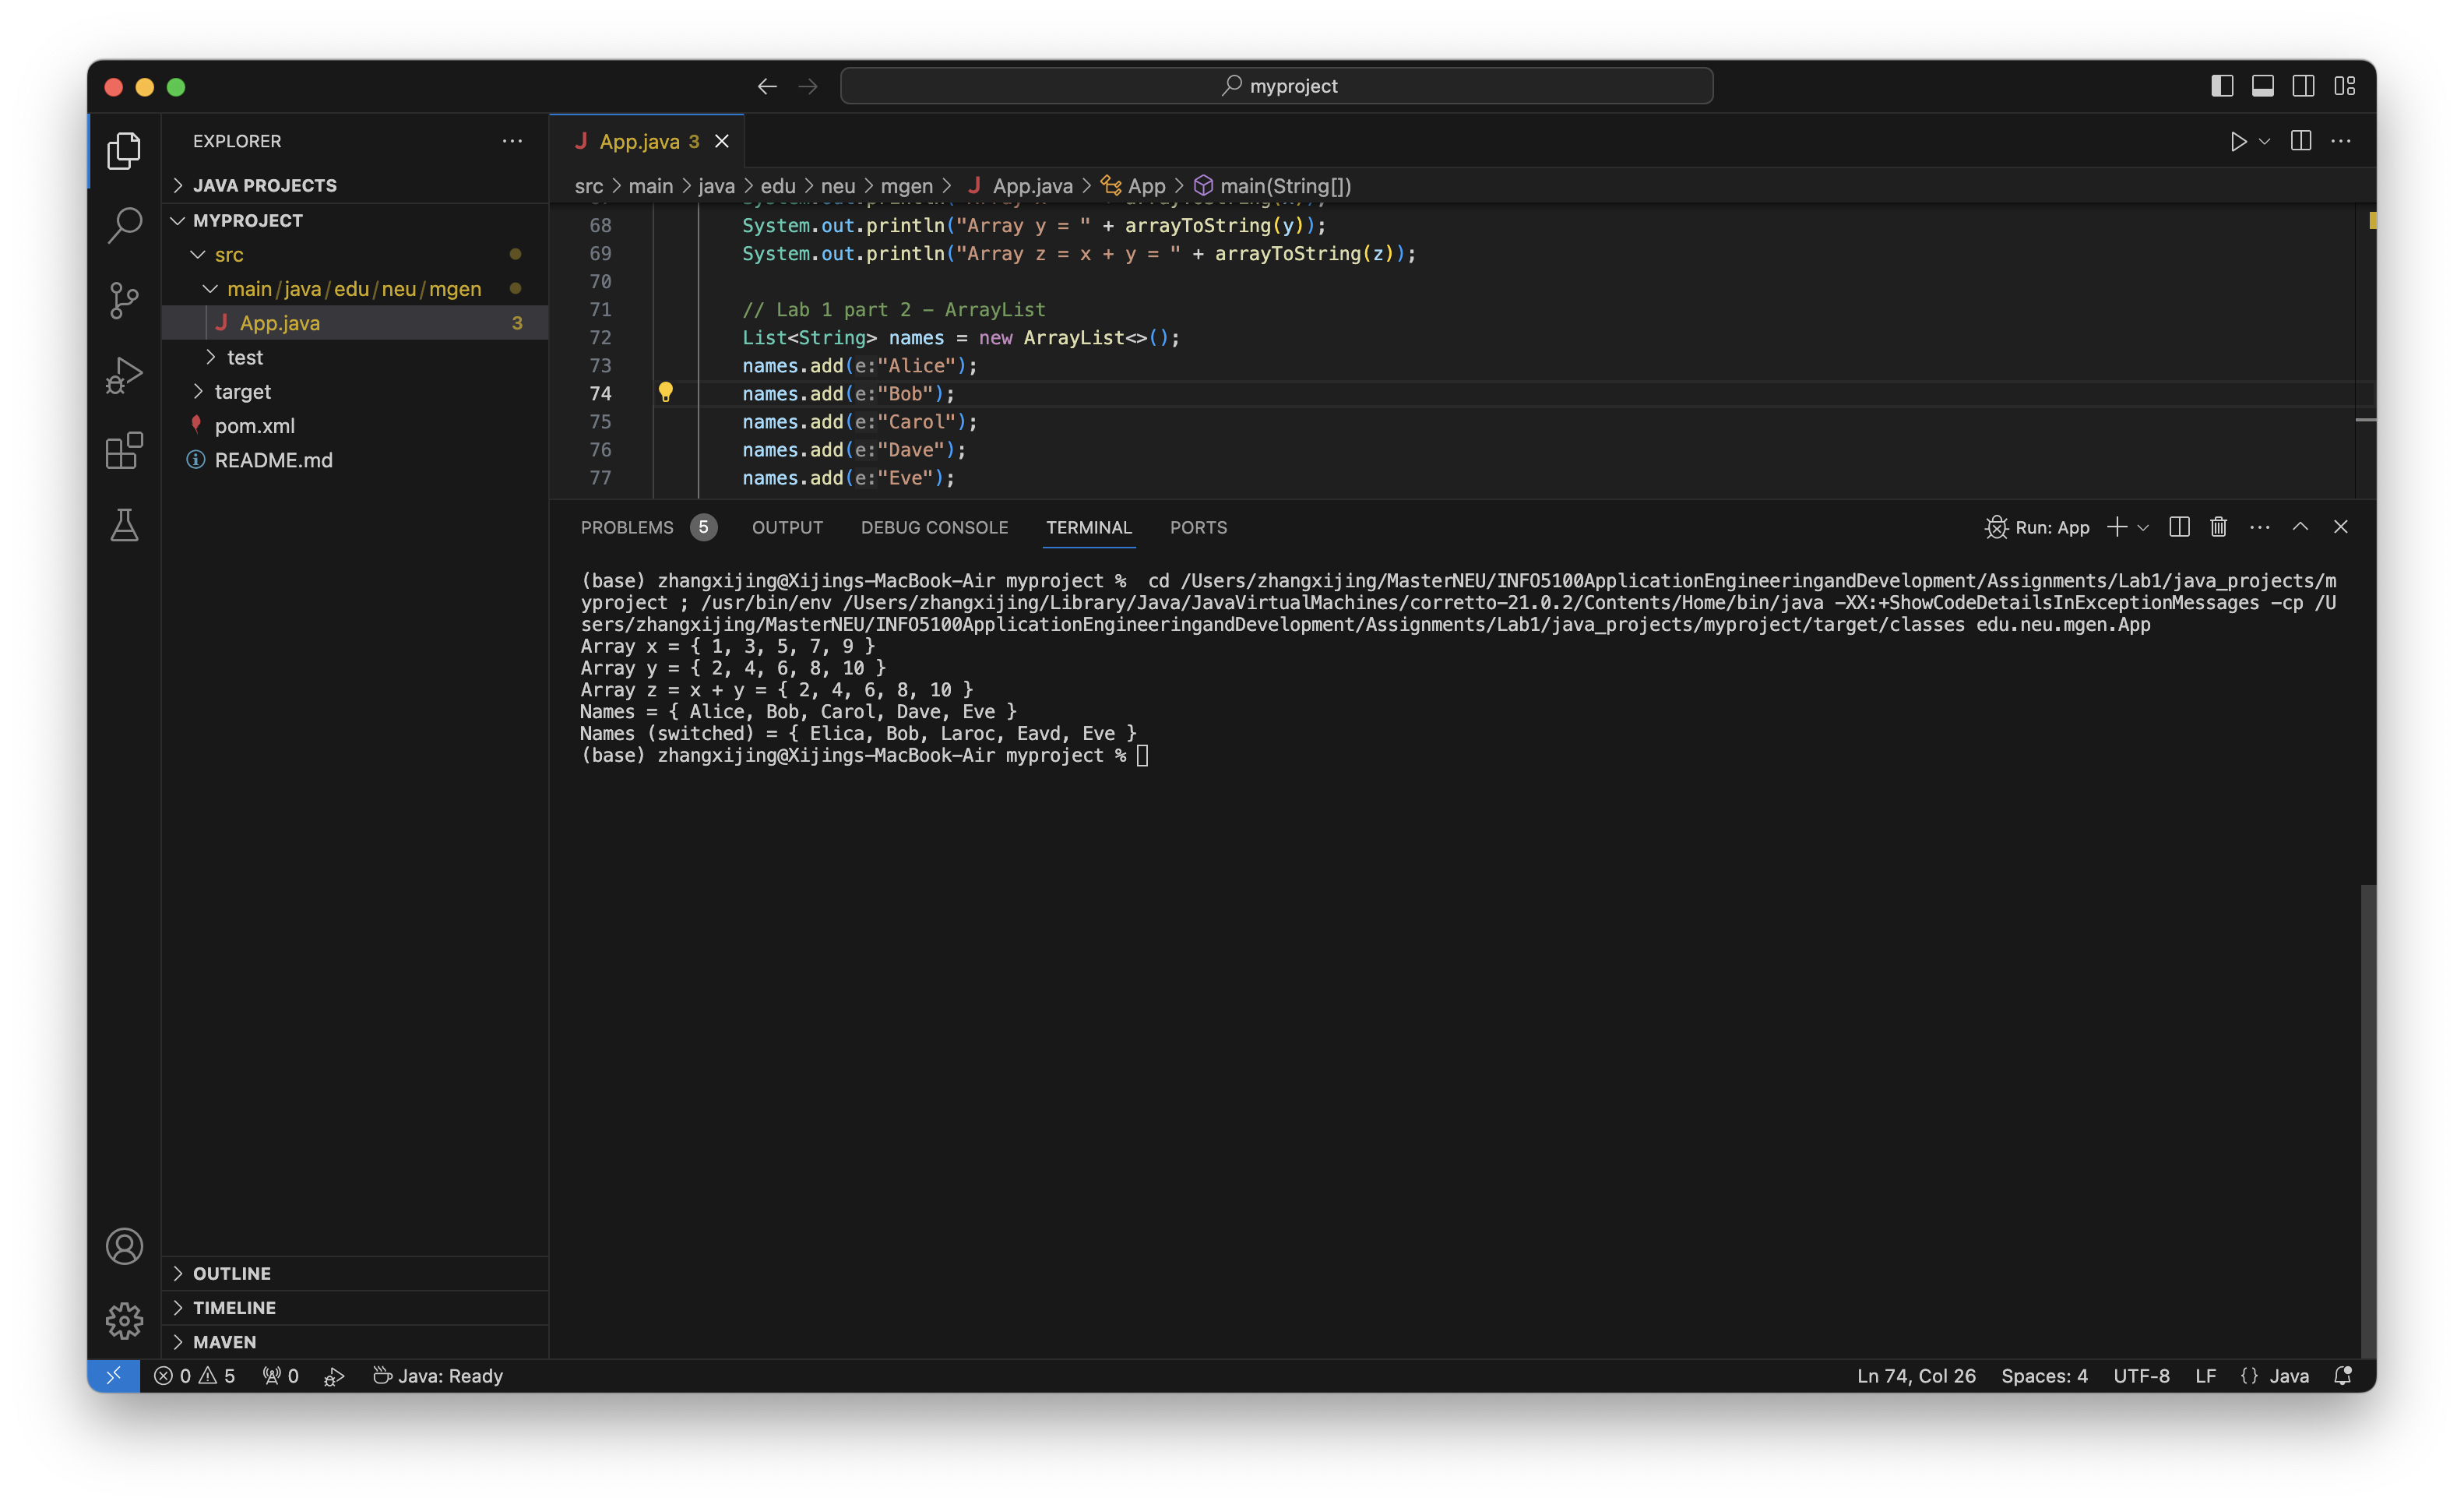 myproject
EXPLORER
JAVA PROJECTS
MYPROJECT
src
main/java/edu/neu/mgen
App.java 3
test
target
pom.xml
README.md
OUTLINE
TIMELINE
MAVEN
App.java 3
src > main > java > edu > neu > mgen > App.java > App > main(String[])
68 System.out.println("Array y = " + arrayToString(y));
69 System.out.println("Array z = x + y = " + arrayToString(z));
70
71 // Lab 1 part 2 - ArrayList
72 List<String> names = new ArrayList<>();
73 names.add(e:"Alice");
74 names.add(e:"Bob");
75 names.add(e:"Carol");
76 names.add(e:"Dave");
77 names.add(e:"Eve");
PROBLEMS 5 OUTPUT DEBUG CONSOLE TERMINAL PORTS Run: App
(base) zhangxijing@Xijings-MacBook-Air myproject %  cd /Users/zhangxijing/MasterNEU/INFO5100ApplicationEngineeringandDevelopment/Assignments/Lab1/java_projects/m
yproject ; /usr/bin/env /Users/zhangxijing/Library/Java/JavaVirtualMachines/corretto-21.0.2/Contents/Home/bin/java -XX:+ShowCodeDetailsInExceptionMessages -cp /U
sers/zhangxijing/MasterNEU/INFO5100ApplicationEngineeringandDevelopment/Assignments/Lab1/java_projects/myproject/target/classes edu.neu.mgen.App
Array x = { 1, 3, 5, 7, 9 }
Array y = { 2, 4, 6, 8, 10 }
Array z = x + y = { 2, 4, 6, 8, 10 }
Names = { Alice, Bob, Carol, Dave, Eve }
Names (switched) = { Elica, Bob, Laroc, Eavd, Eve }
(base) zhangxijing@Xijings-MacBook-Air myproject %
0 5 0 Java: Ready Ln 74, Col 26 Spaces: 4 UTF-8 LF {} Java